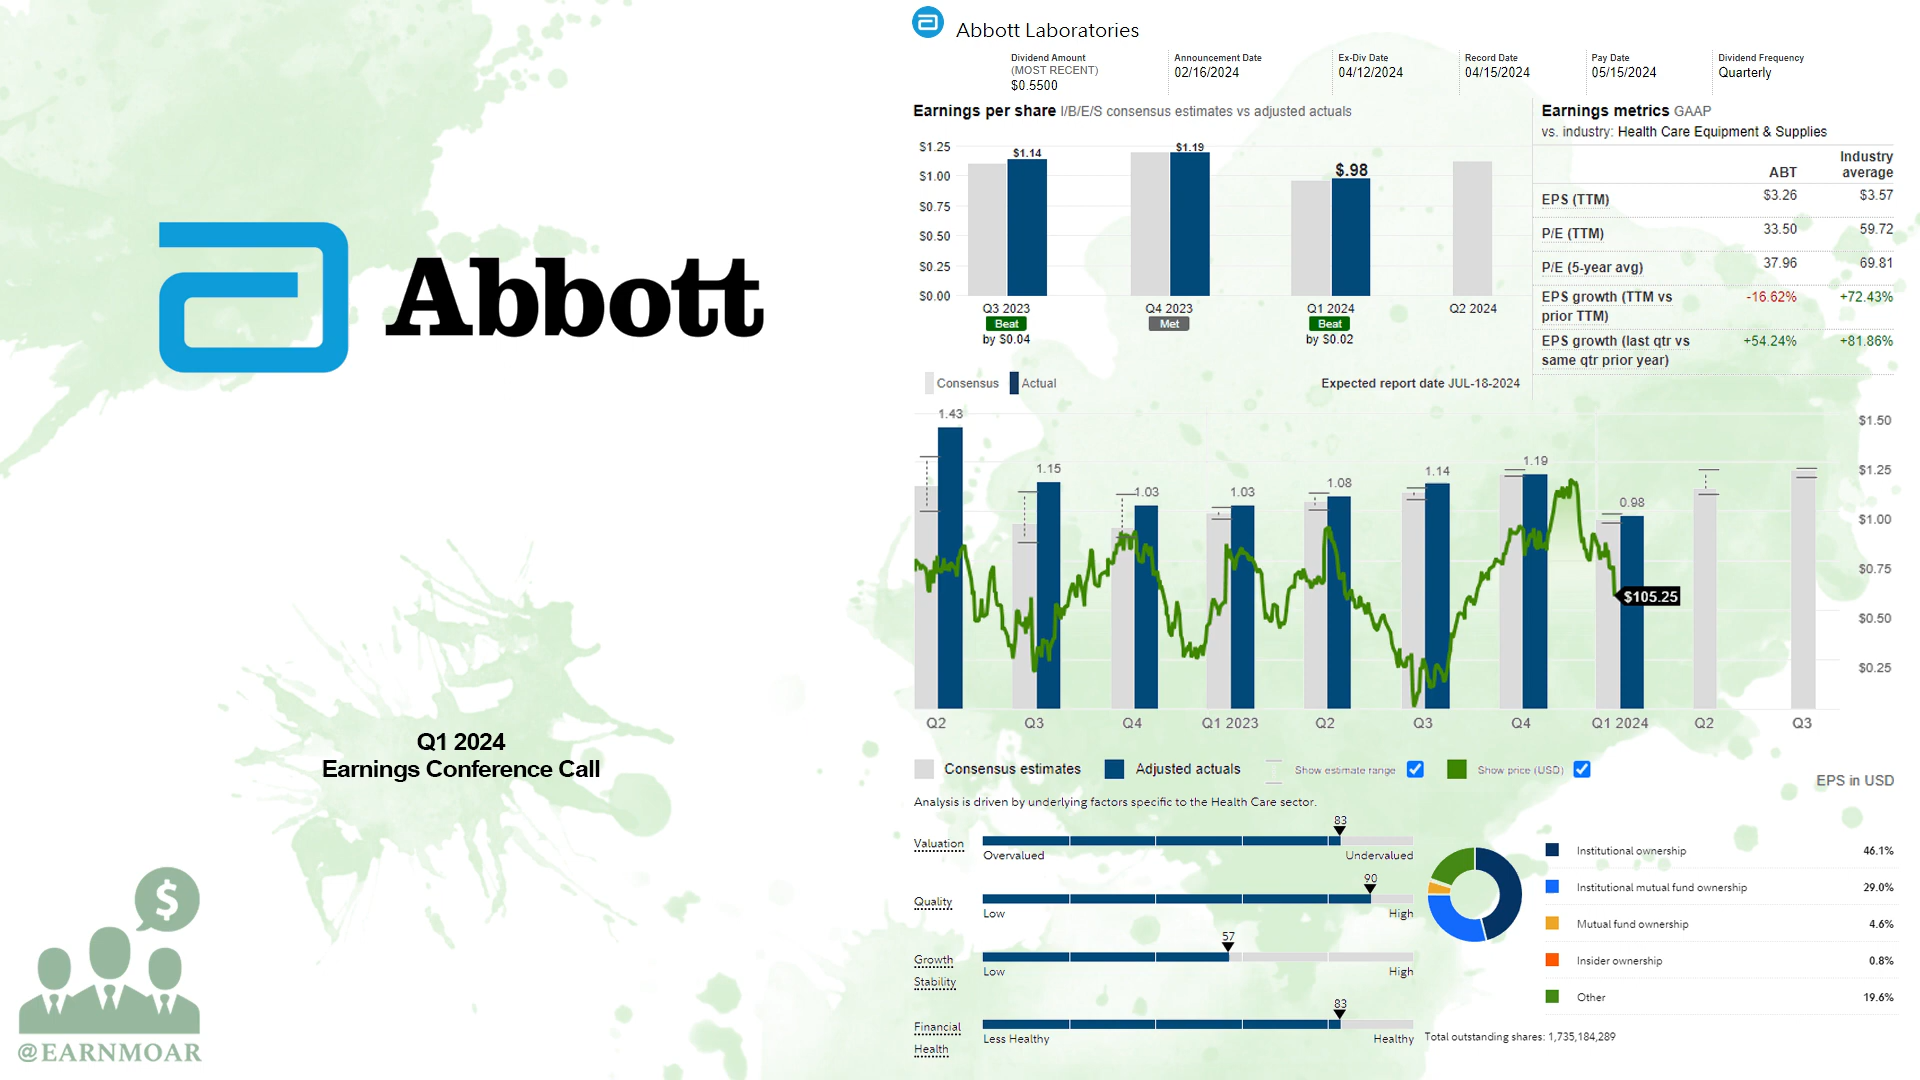 Abbott
Q1 2024
Earnings Conference Call
$
@EARNMOAR
Abbott Laboratories
Dividend Amount
(MOST RECENT)
$0.5500
Announcement Date
02/16/2024
Ex-Div Date
04/12/2024
Record Date
04/15/2024
Pay Date
05/15/2024
Dividend Frequency
Quarterly
Earnings per share I/B/E/S consensus estimates vs adjusted actuals
$1.25
$1.00
$0.75
$0.50
$0.25
$0.00
$1.14
$1.19
$.98
Q3 2023
Beat
by $0.04
Q4 2023
Met
Q1 2024
Beat
by $0.02
Q2 2024
Consensus
Actual
Expected report date JUL-18-2024
Earnings metrics GAAP
vs. industry: Health Care Equipment & Supplies
ABT
Industry
average
EPS (TTM) $3.26 $3.57
P/E (TTM) 33.50 59.72
P/E (5-year avg) 37.96 69.81
EPS growth (TTM vs -16.62% +72.43%
prior TTM)
EPS growth (last qtr vs +54.24% +81.86%
same qtr prior year)
1.43
1.15
1.03
1.03
1.08
1.14
1.19
0.98
$105.25
$1.50
$1.25
$1.00
$0.75
$0.50
$0.25
Q2 Q3 Q4 Q1 2023 Q2 Q3 Q4 Q1 2024 Q2 Q3
Consensus estimates
Adjusted actuals
Show estimate range
Show price (USD)
EPS in USD
Analysis is driven by underlying factors specific to the Health Care sector.
Valuation
83
Overvalued Undervalued
Quality
90
Low High
Growth
Stability
57
Low High
Financial
Health
83
Less Healthy Healthy
Institutional ownership 46.1%
Institutional mutual fund ownership 29.0%
Mutual fund ownership 4.6%
Insider ownership 0.8%
Other 19.6%
Total outstanding shares: 1,735,184,289